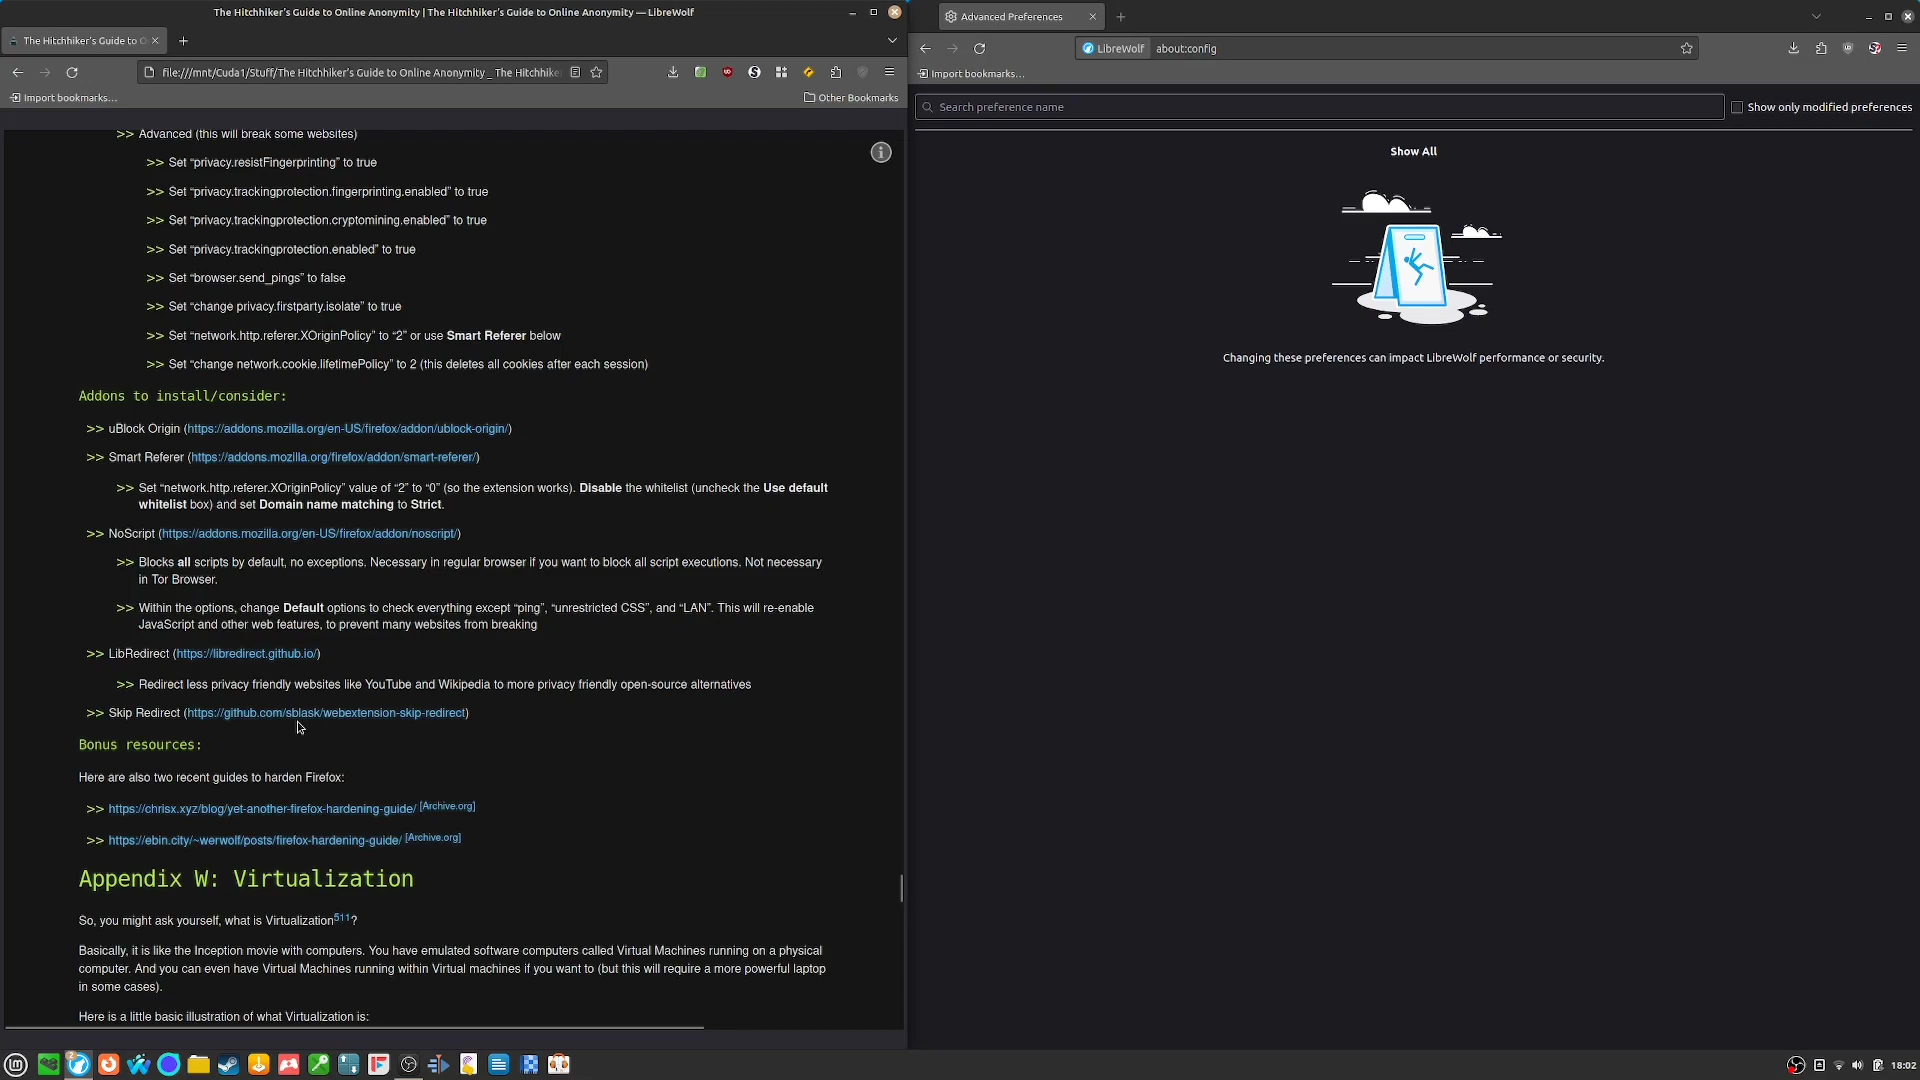 The Hitchhiker's Guide to Online Anonymity | The Hitchhiker's Guide to Online Anonymity — LibreWolf
The Hitchhiker's Guide to O
file:///mnt/Cuda1/Stuff/The Hitchhiker's Guide to Online Anonymity _ The Hitchhike
Import bookmarks…
Other Bookmarks
>> Advanced (this will break some websites)
>> Set “privacy.resistFingerprinting” to true
>> Set “privacy.trackingprotection.fingerprinting.enabled” to true
>> Set “privacy.trackingprotection.cryptomining.enabled” to true
>> Set “privacy.trackingprotection.enabled” to true
>> Set “browser.send_pings” to false
>> Set “change privacy.firstparty.isolate” to true
>> Set “network.http.referer.XOriginPolicy” to “2” or use Smart Referer below
>> Set “change network.cookie.lifetimePolicy” to 2 (this deletes all cookies after each session)
Addons to install/consider:
>> uBlock Origin (https://addons.mozilla.org/en-US/firefox/addon/ublock-origin/)
>> Smart Referer (https://addons.mozilla.org/firefox/addon/smart-referer/)
>> Set “network.http.referer.XOriginPolicy” value of “2” to “0” (so the extension works). Disable the whitelist (uncheck the Use default
whitelist box) and set Domain name matching to Strict.
>> NoScript (https://addons.mozilla.org/en-US/firefox/addon/noscript/)
>> Blocks all scripts by default, no exceptions. Necessary in regular browser if you want to block all script executions. Not necessary
in Tor Browser.
>> Within the options, change Default options to check everything except “ping”, “unrestricted CSS”, and “LAN”. This will re-enable
JavaScript and other web features, to prevent many websites from breaking
>> LibRedirect (https://libredirect.github.io/)
>> Redirect less privacy friendly websites like YouTube and Wikipedia to more privacy friendly open-source alternatives
>> Skip Redirect (https://github.com/sblask/webextension-skip-redirect)
Bonus resources:
Here are also two recent guides to harden Firefox:
>> https://chrisx.xyz/blog/yet-another-firefox-hardening-guide/ [Archive.org]
>> https://ebin.city/~werwolf/posts/firefox-hardening-guide/ [Archive.org]
Appendix W: Virtualization
So, you might ask yourself, what is Virtualization511?
Basically, it is like the Inception movie with computers. You have emulated software computers called Virtual Machines running on a physical
computer. And you can even have Virtual Machines running within Virtual machines if you want to (but this will require a more powerful laptop
in some cases).
Here is a little basic illustration of what Virtualization is:
Advanced Preferences
LibreWolf about:config
Import bookmarks…
Search preference name
Show only modified preferences
Show All
Changing these preferences can impact LibreWolf performance or security.
18:02